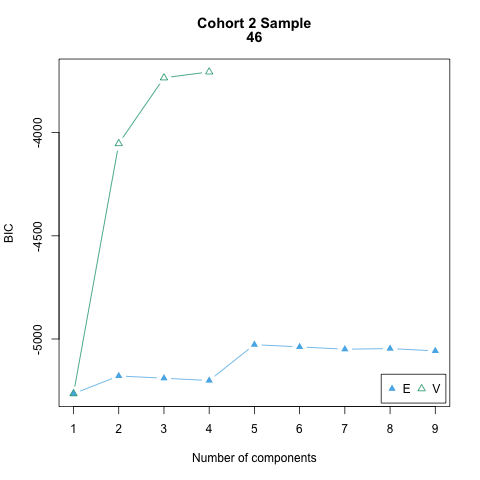 Cohort 2 Sample
46
BIC
-4000
-4500
-5000
E V
1 2 3 4 5 6 7 8 9
Number of components